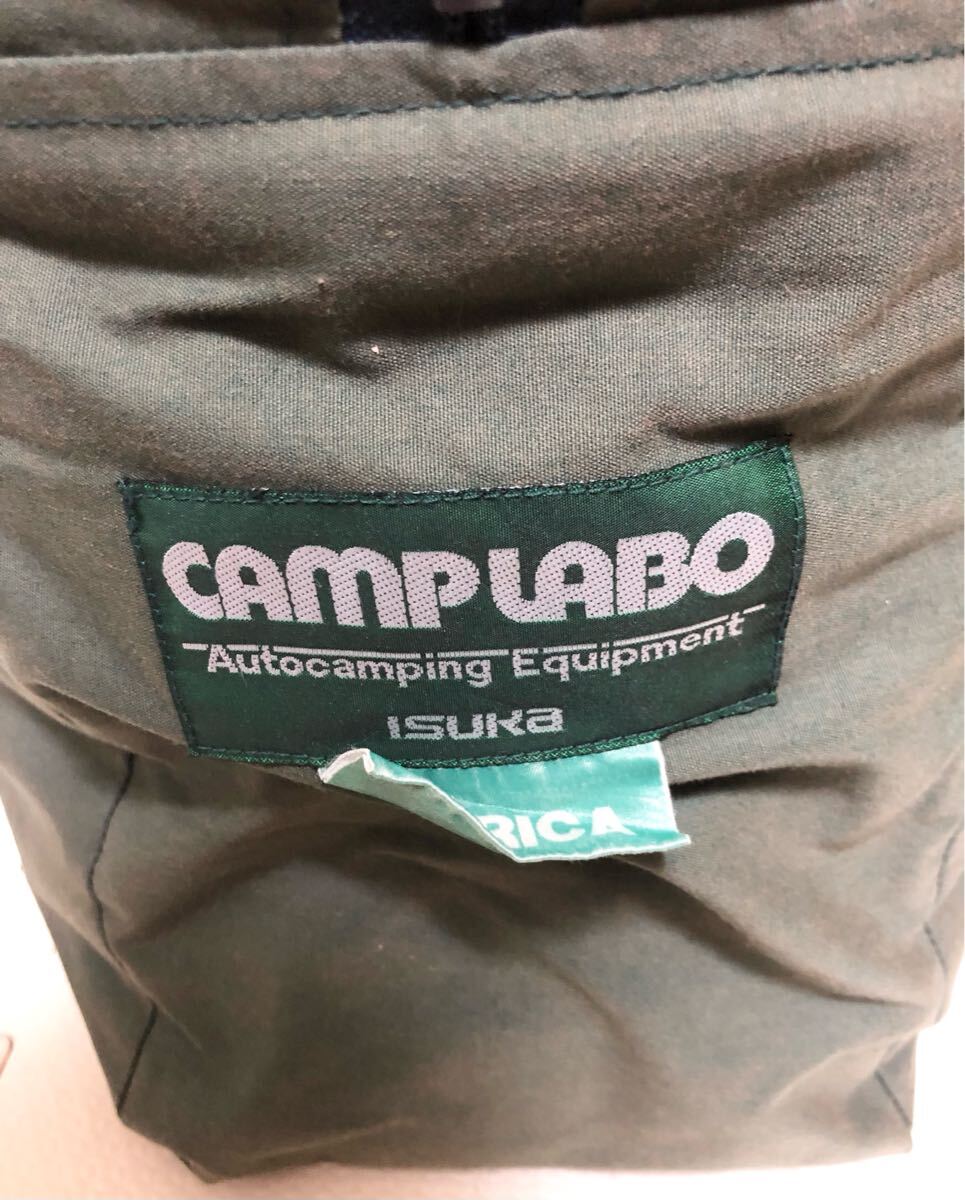 CAMPLABO
Autocamping Equipment
ISUKA
RICA